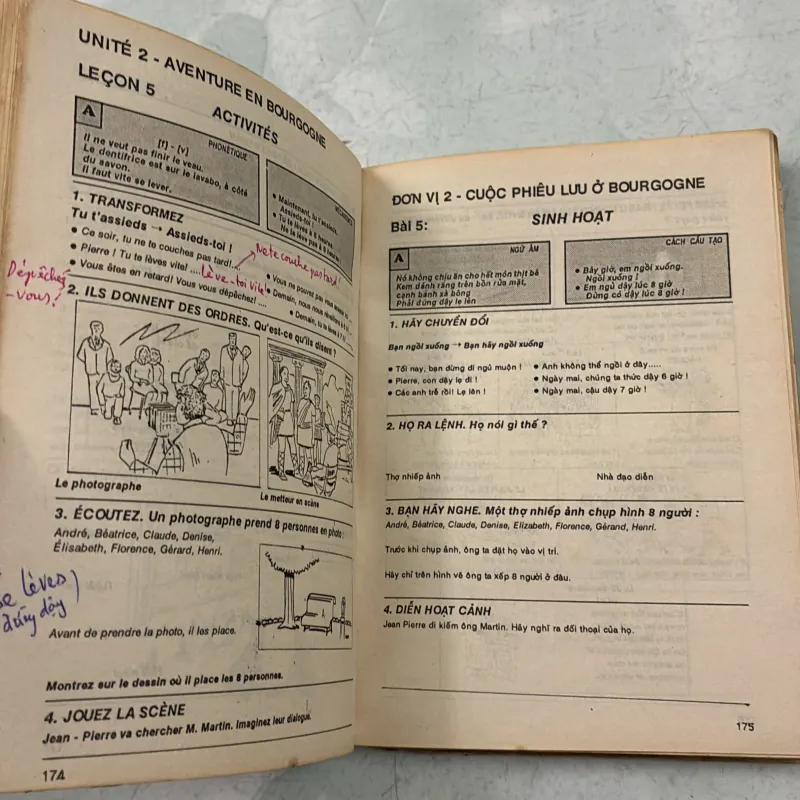 UNITÉ 2 - AVENTURE EN BOURGOGNE
LEÇON 5
ACTIVITÉS
A
PHONÉTIQUE
[f] - [v]
Il ne veut pas finir le veau.
Le dentifrice est sur le lavabo, à côté
du savon.
Il faut vite se lever.
• Maintenant, tu t'assieds.
Assieds-toi !
• Tu te lèves à 8 heures.
Ne te lève pas à 8 heures !
1. TRANSFORMEZ
Tu t'assieds → Assieds-toi !
• Ce soir, tu ne te couches pas tard!...
Ne te couche pas tard!
• Pierre ! Tu te lèves vite! ....
Lève-toi vite!
• Vous êtes en retard! Vous vous dépêchez! ....
Dépêchez
-vous!
• Vous ne pouvez pas vous
• Demain, nous nous
• Demain, tu te
2. ILS DONNENT DES ORDRES. Qu'est-ce qu'ils disent ?
Le photographe
Le metteur en scène
3. ÉCOUTEZ. Un photographe prend 8 personnes en photo :
André, Béatrice, Claude, Denise,
Élisabeth, Florence, Gérard, Henri.
lèves)
đứng dậy
Avant de prendre la photo, il les place.
Montrez sur le dessin où il place les 8 personnes.
4. JOUEZ LA SCÈNE
Jean - Pierre va chercher M. Martin. Imaginez leur dialogue.
174
ĐƠN VỊ 2 - CUỘC PHIÊU LƯU Ở BOURGOGNE
Bài 5:
SINH HOẠT
A
NGỮ ÂM
Nó không chịu ăn cho hết món thịt bê
Kem đánh răng trên bồn rửa mặt,
cạnh bánh xà bông
Phải đứng dậy lẹ lên
CÁCH CẤU TẠO
• Bây giờ, em ngồi xuống.
Ngồi xuống !
• Em ngủ dậy lúc 8 giờ
Đừng có dậy lúc 8 giờ !
1. HÃY CHUYỂN ĐỔI
Bạn ngồi xuống → Bạn hãy ngồi xuống
• Tối nay, bạn đừng đi ngủ muộn !
• Pierre, con dậy lẹ đi !
• Các anh trễ rồi! Lẹ lên !
• Anh không thể ngồi ở đây.....
• Ngày mai, chúng ta thức dậy 6 giờ !
• Ngày mai, cậu dậy 7 giờ !
2. HỌ RA LỆNH. Họ nói gì thế ?
Thợ nhiếp ảnh
Nhà đạo diễn
3. BẠN HÃY NGHE. Một thợ nhiếp ảnh chụp hình 8 người :
André, Béatrice, Claude, Denise, Elizabeth, Florence, Gérand, Henri.
Trước khi chụp ảnh, ông ta đặt họ vào vị trí.
Hãy chỉ trên hình vẽ ông ta xếp 8 người ở đâu.
4. DIỄN HOẠT CẢNH
Jean Pierre đi kiếm ông Martin. Hãy nghĩ ra đối thoại của họ.
175